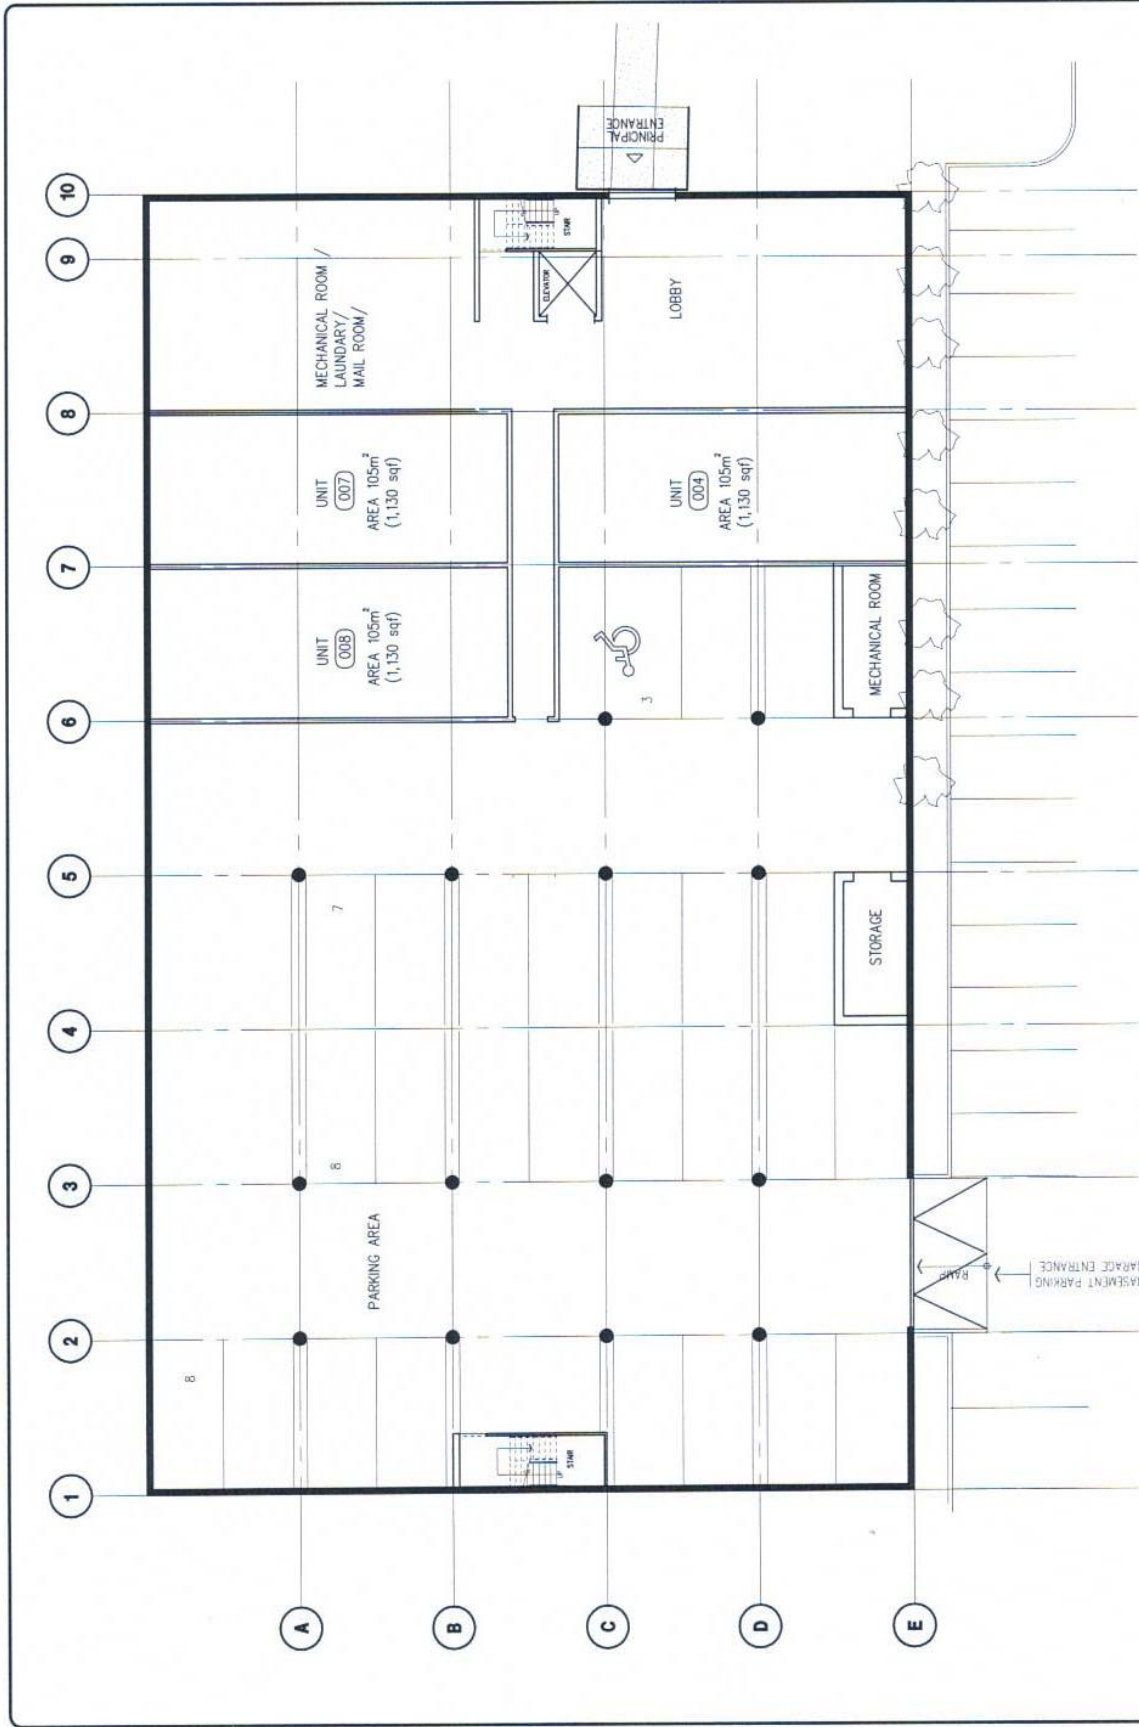 10
9
8
7
6
5
4
3
2
1
A
B
C
D
E
PRINCIPAL
ENTRANCE
MECHANICAL ROOM /
LAUNDARY/
MAIL ROOM/
UP
STAIR
ELEVATOR
LOBBY
UNIT
007
AREA 105m²
(1,130 sqf)
UNIT
004
AREA 105m²
(1,130 sqf)
UNIT
008
AREA 105m²
(1,130 sqf)
3
MECHANICAL ROOM
7
STORAGE
8
PARKING AREA
8
UP
STAIR
RAMP
BASEMENT PARKING
GARAGE ENTRANCE